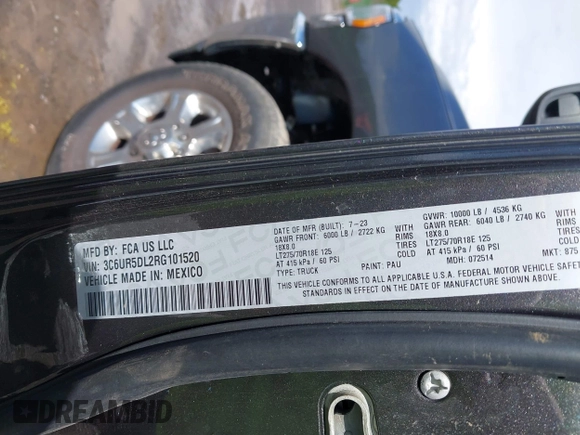 MFD BY: FCA US LLC
VIN: 3C6UR5DL2RG101520
VEHICLE MADE IN: MEXICO
DATE OF MFR (BUILT): 7-23
GAWR FRONT: 6000 LB / 2722 KG WITH
18X8.0 RIMS
LT275/70R18E 125 TIRES
AT 415 kPa / 60 PSI COLD
TYPE: TRUCK PAINT: PAU
GVWR: 10000 LB / 4536 KG
GAWR REAR: 6040 LB / 2740 KG WITH
18X8.0 RIMS
LT275/70R18E 125 TIRES
AT 415 kPa / 60 PSI COLD
MDH: 072514 MKT: 875
THIS VEHICLE CONFORMS TO ALL APPLICABLE U.S.A. FEDERAL MOTOR VEHICLE SAFETY
STANDARDS IN EFFECT ON THE DATE OF MANUFACTURE SHOWN ABOVE.
DREAMBID